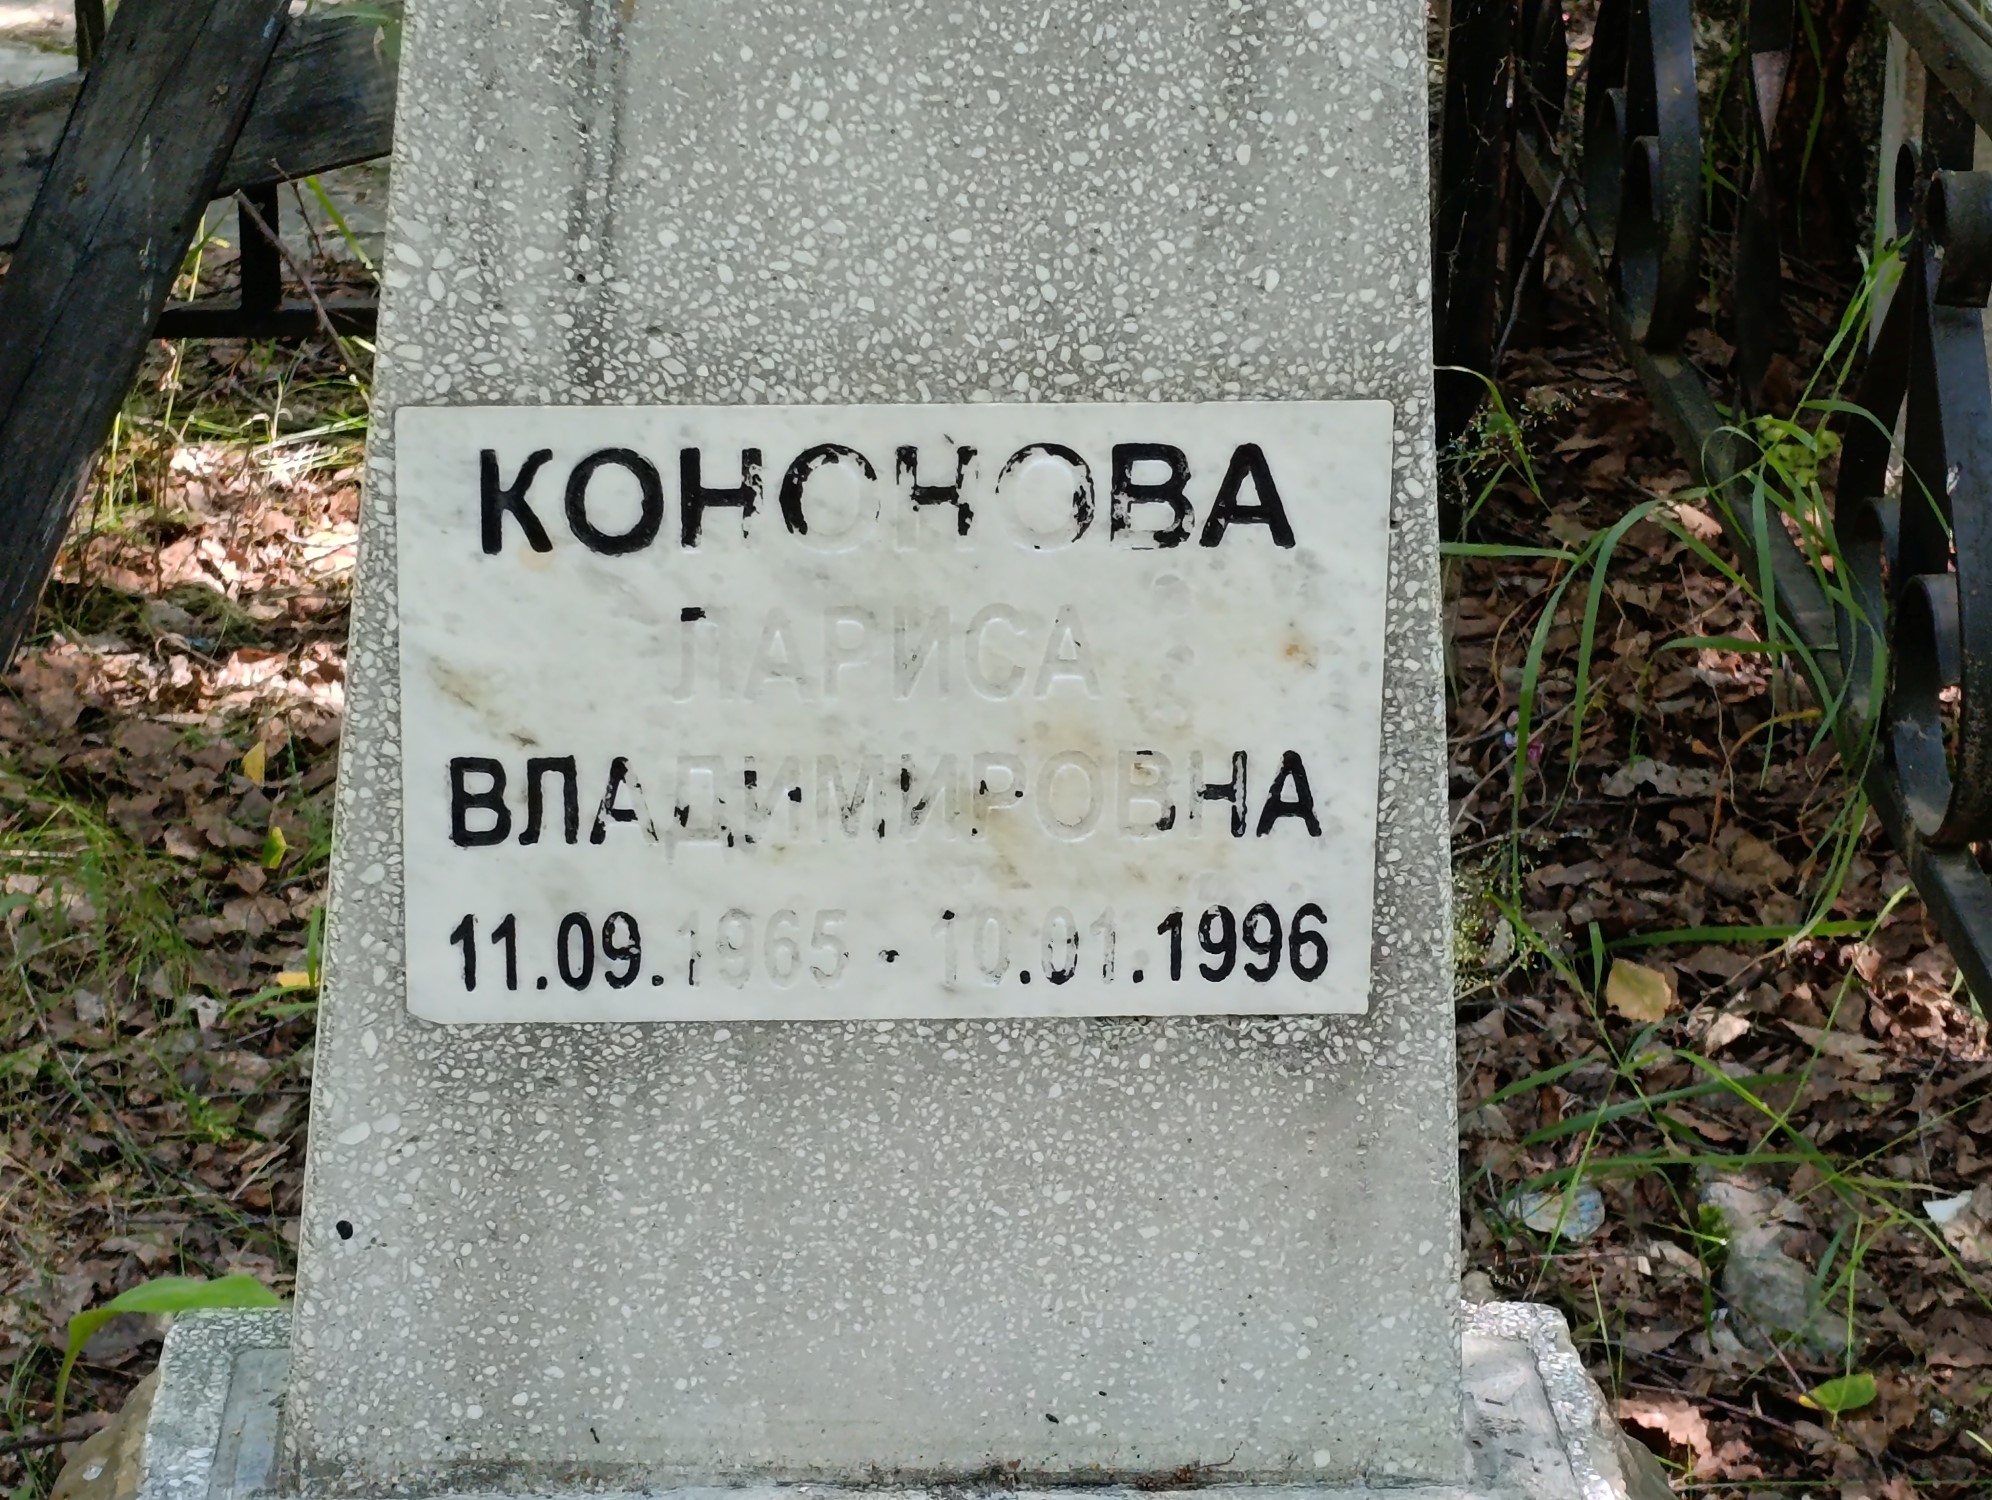 КОНОНОВА
ЛАРИСА
ВЛАДИМИРОВНА
11.09.1965 - 10.01.1996